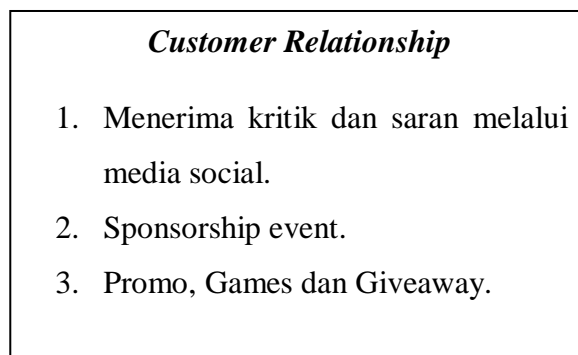 Customer Relationship
1. Menerima kritik dan saran melalui
media social.
2. Sponsorship event.
3. Promo, Games dan Giveaway.